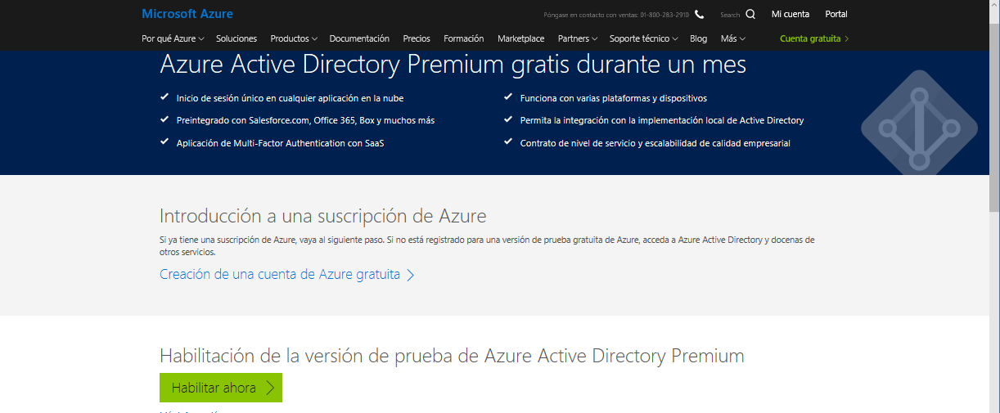 Microsoft Azure
Póngase en contacto con ventas: 01-800-283-2910
Search
Mi cuenta
Portal
Por qué Azure
Soluciones
Productos
Documentación
Precios
Formación
Marketplace
Partners
Soporte técnico
Blog
Más
Cuenta gratuita
Azure Active Directory Premium gratis durante un mes
Inicio de sesión único en cualquier aplicación en la nube
Preintegrado con Salesforce.com, Office 365, Box y muchos más
Aplicación de Multi-Factor Authentication con SaaS
Funciona con varias plataformas y dispositivos
Permita la integración con la implementación local de Active Directory
Contrato de nivel de servicio y escalabilidad de calidad empresarial
Introducción a una suscripción de Azure
Si ya tiene una suscripción de Azure, vaya al siguiente paso. Si no está registrado para una versión de prueba gratuita de Azure, acceda a Azure Active Directory y docenas de
otros servicios.
Creación de una cuenta de Azure gratuita
Habilitación de la versión de prueba de Azure Active Directory Premium
Habilitar ahora